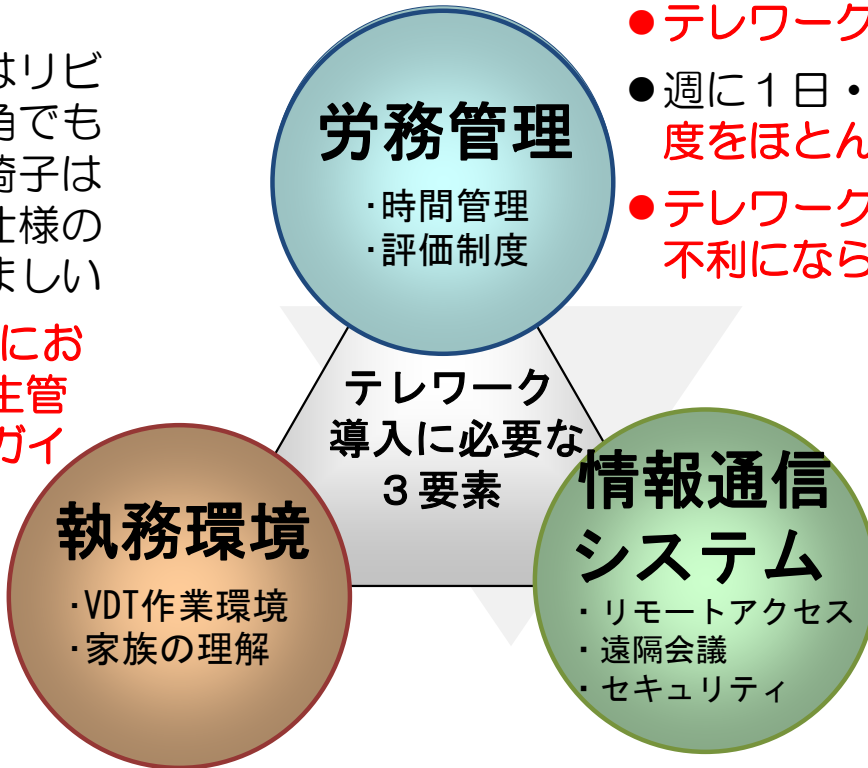 はリビ
角でも
椅子は
仕様の
ましい
にお
生管
ガイ
労務管理
・時間管理
・評価制度
●テレワーク
●週に１日・
度をほとん
●テレワーク
不利になら
テレワーク
導入に必要な
３要素
執務環境
・VDT作業環境
・家族の理解
情報通信
システム
・リモートアクセス
・遠隔会議
・セキュリティ